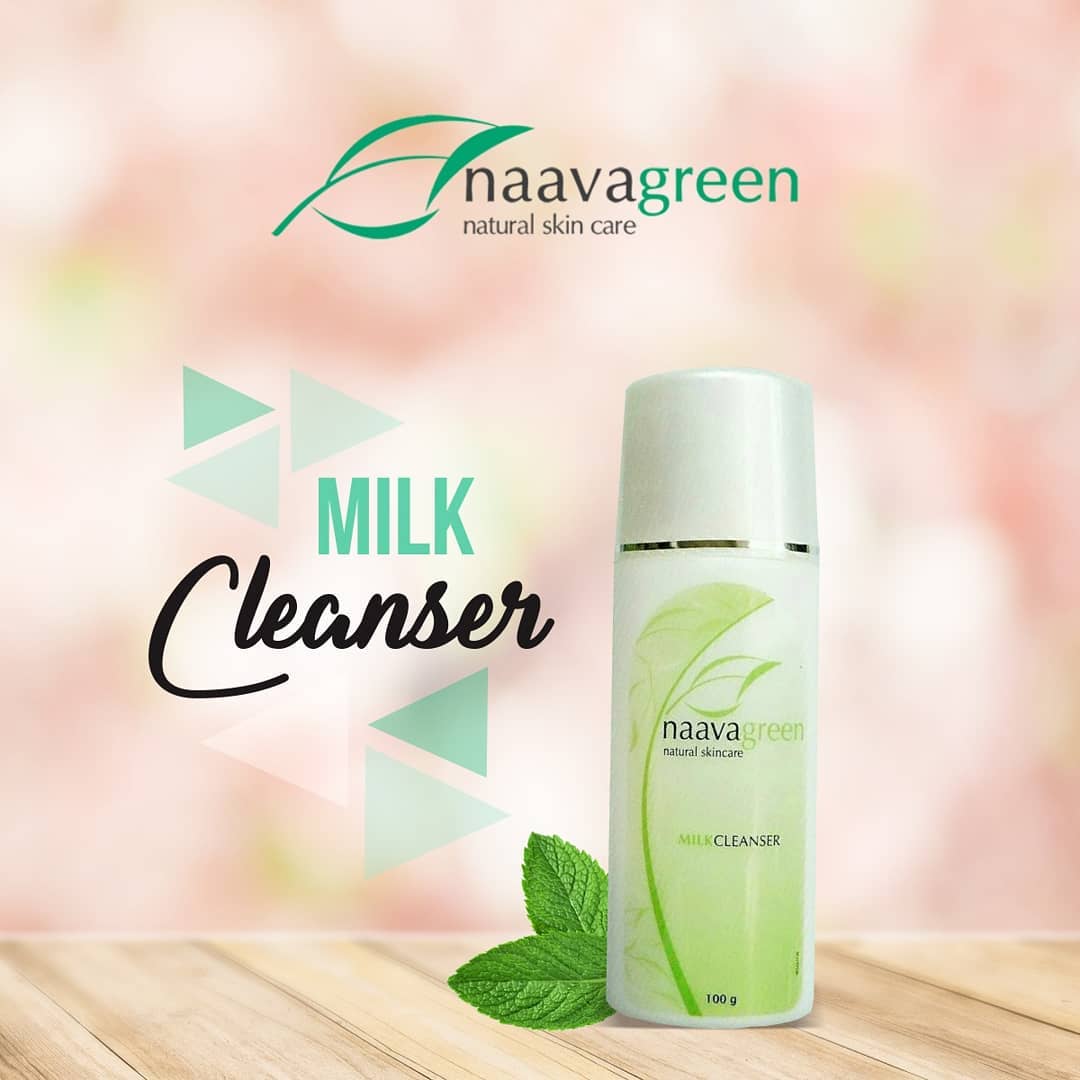 naavagreen
natural skin care
MILK
Cleanser
naavagreen
natural skincare
MILKCLEANSER
100 g